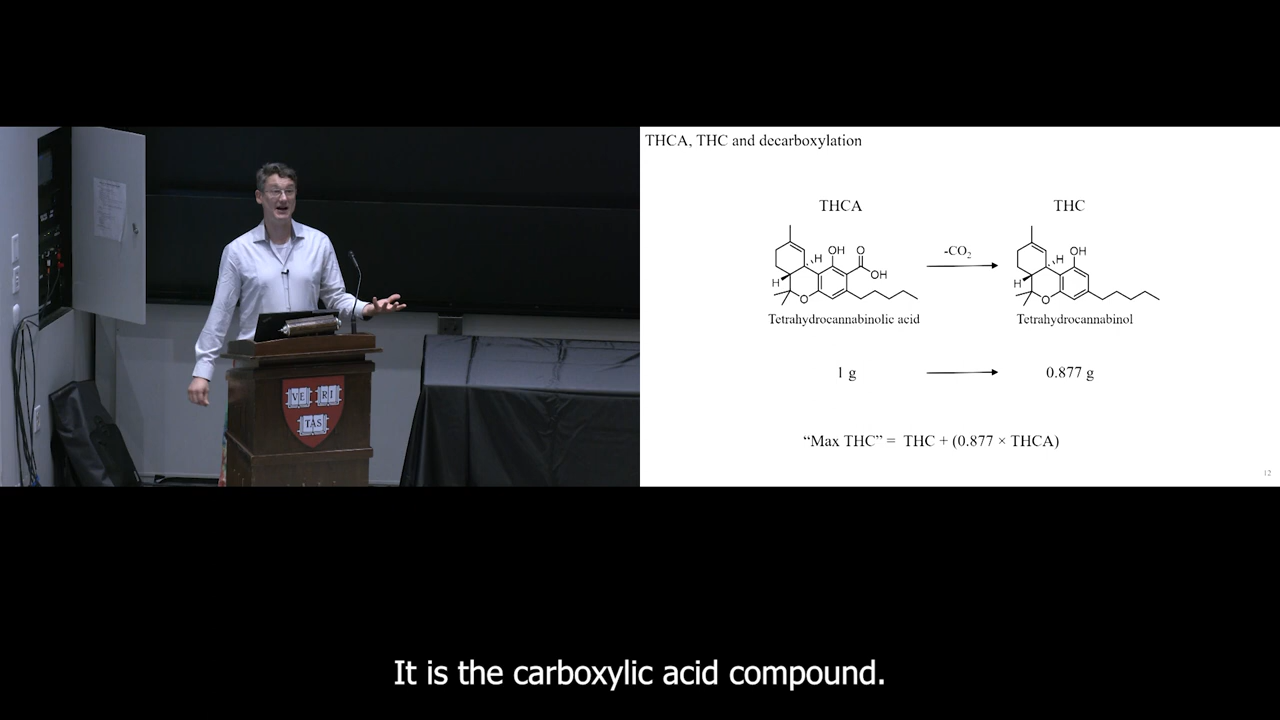 THCA, THC and decarboxylation
THCA
THC
-CO2
OH
O
OH
H
H
O
OH
H
H
O
Tetrahydrocannabinolic acid
Tetrahydrocannabinol
1 g
0.877 g
“Max THC” = THC + (0.877 × THCA)
12
VE RI
TAS
It is the carboxylic acid compound.